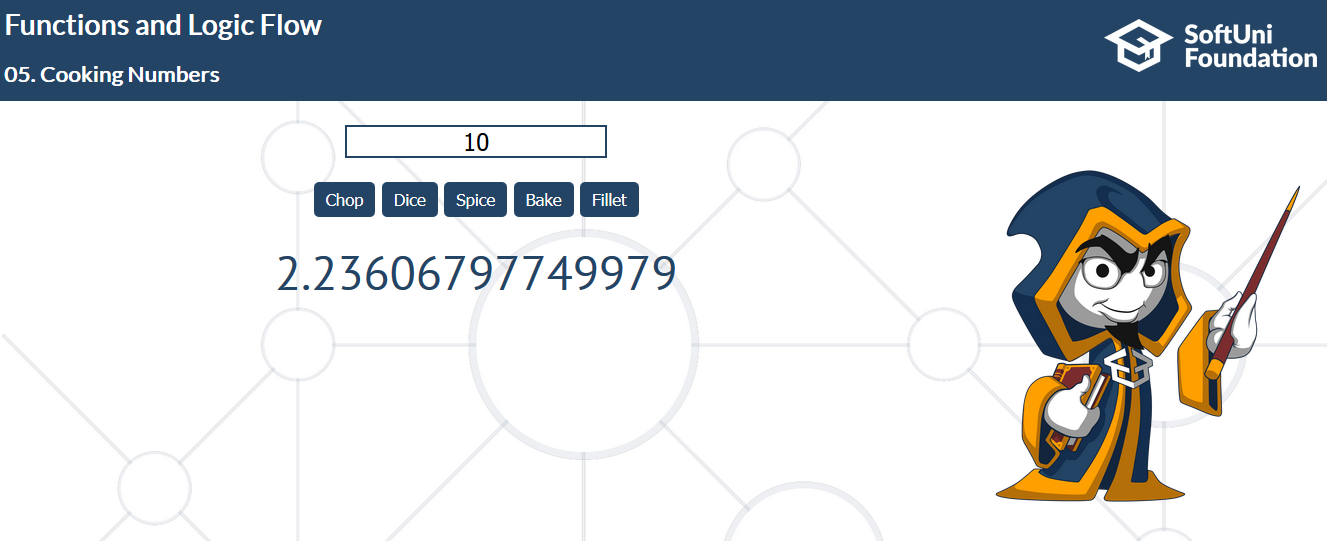 Functions and Logic Flow
05. Cooking Numbers
SoftUni
Foundation
10
Chop Dice Spice Bake Fillet
2.23606797749979